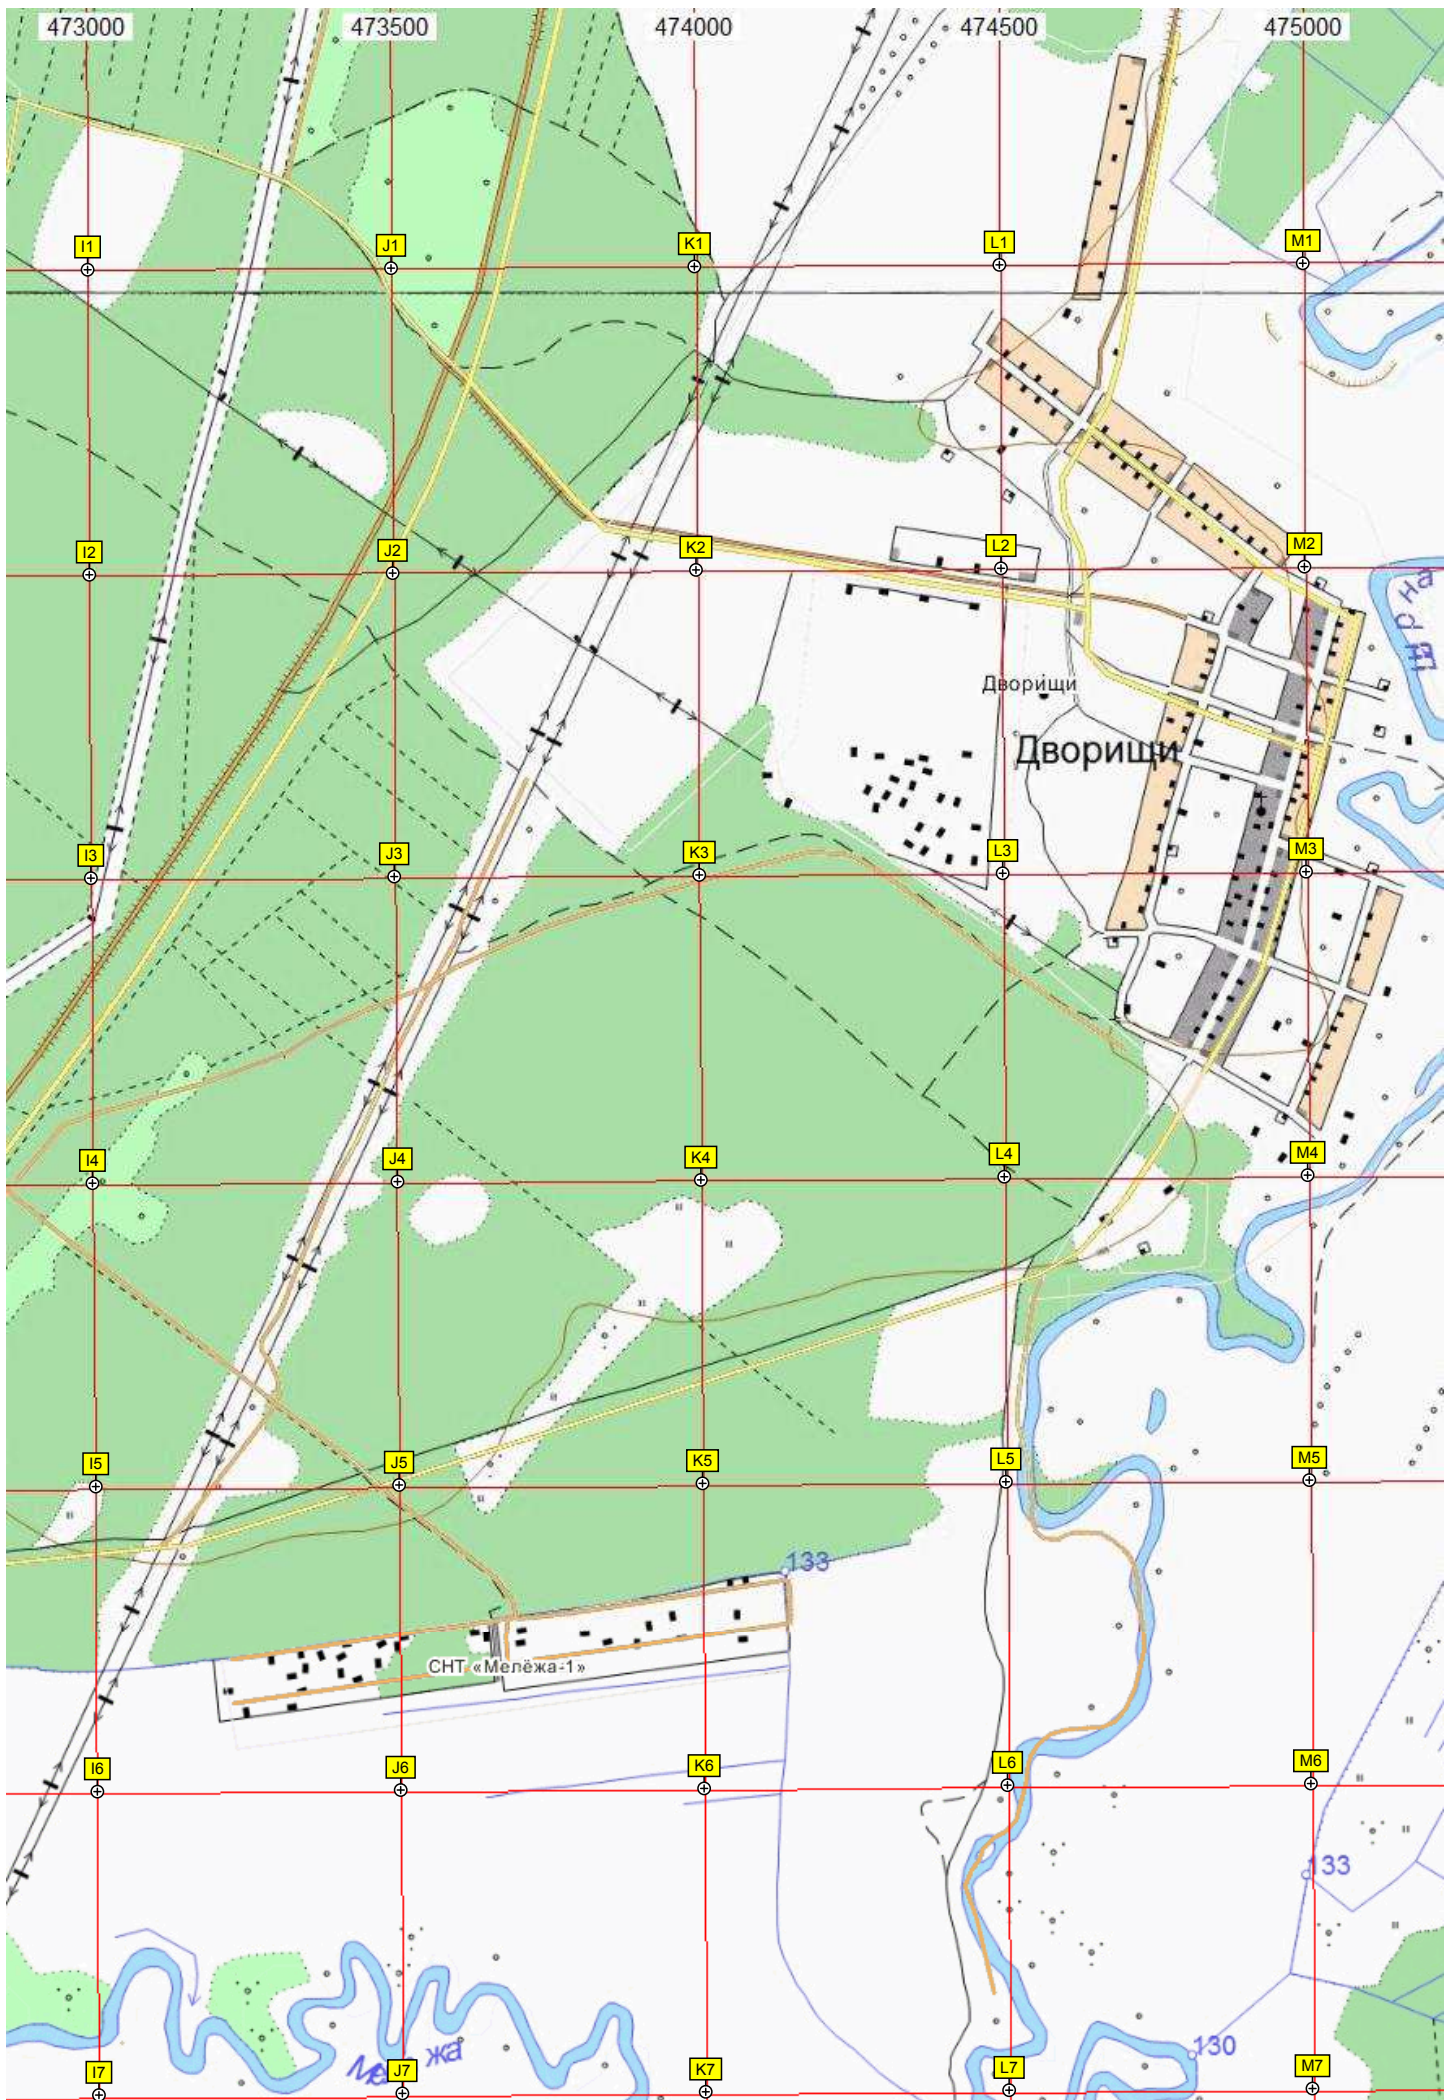 473000 473500 474000 474500 475000
I1 J1 K1 L1 M1
I2 J2 K2 L2 M2
Дворищи
Дворищи
I3 J3 K3 L3 M3
I4 J4 K4 L4 M4
I5 J5 K5 L5 M5
133
СНТ «Мелёжа-1»
I6 J6 K6 L6 M6
133
130
I7 J7 K7 L7 M7